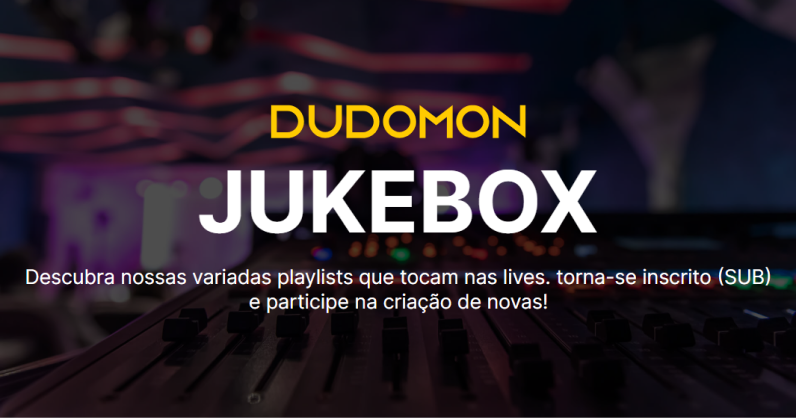 DUDOMON
JUKEBOX
Descubra nossas variadas playlists que tocam nas lives. torna-se inscrito (SUB)
e participe na criação de novas!